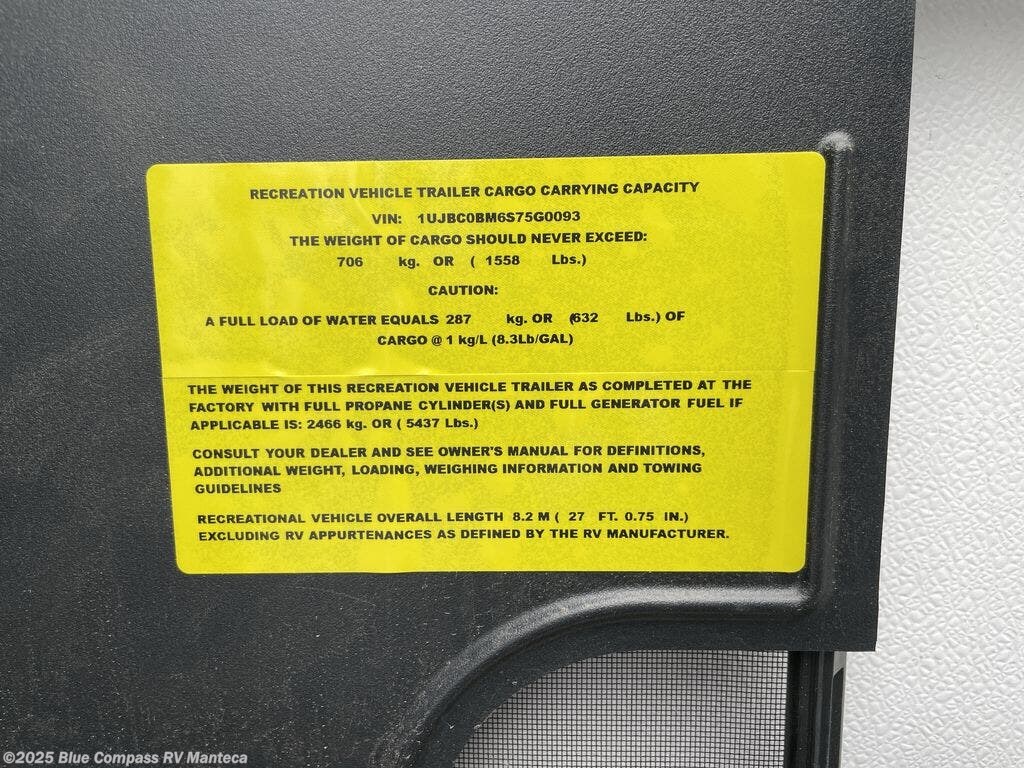 RECREATION VEHICLE TRAILER CARGO CARRYING CAPACITY
VIN: 1UJBC0BM6S75G0093
THE WEIGHT OF CARGO SHOULD NEVER EXCEED:
706 kg. OR ( 1558 Lbs.)
CAUTION:
A FULL LOAD OF WATER EQUALS 287 kg. OR (632 Lbs.) OF
CARGO @ 1 kg/L (8.3Lb/GAL)
THE WEIGHT OF THIS RECREATION VEHICLE TRAILER AS COMPLETED AT THE
FACTORY WITH FULL PROPANE CYLINDER(S) AND FULL GENERATOR FUEL IF
APPLICABLE IS: 2466 kg. OR ( 5437 Lbs.)
CONSULT YOUR DEALER AND SEE OWNER'S MANUAL FOR DEFINITIONS,
ADDITIONAL WEIGHT, LOADING, WEIGHING INFORMATION AND TOWING
GUIDELINES
RECREATIONAL VEHICLE OVERALL LENGTH 8.2 M ( 27 FT. 0.75 IN.)
EXCLUDING RV APPURTENANCES AS DEFINED BY THE RV MANUFACTURER.
©2025 Blue Compass RV Manteca